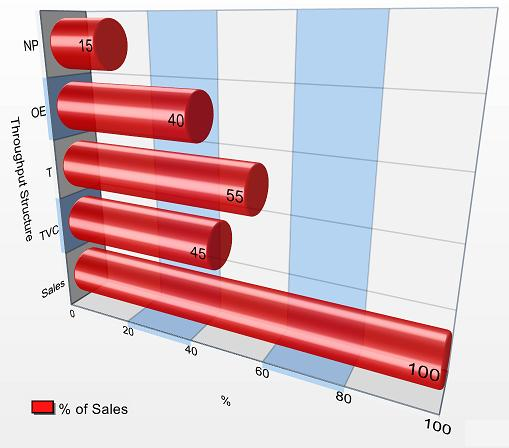 NP
15
OE
40
T
55
TVC
45
Sales
100
Throughput Structure
0
20
40
60
80
100
%
% of Sales